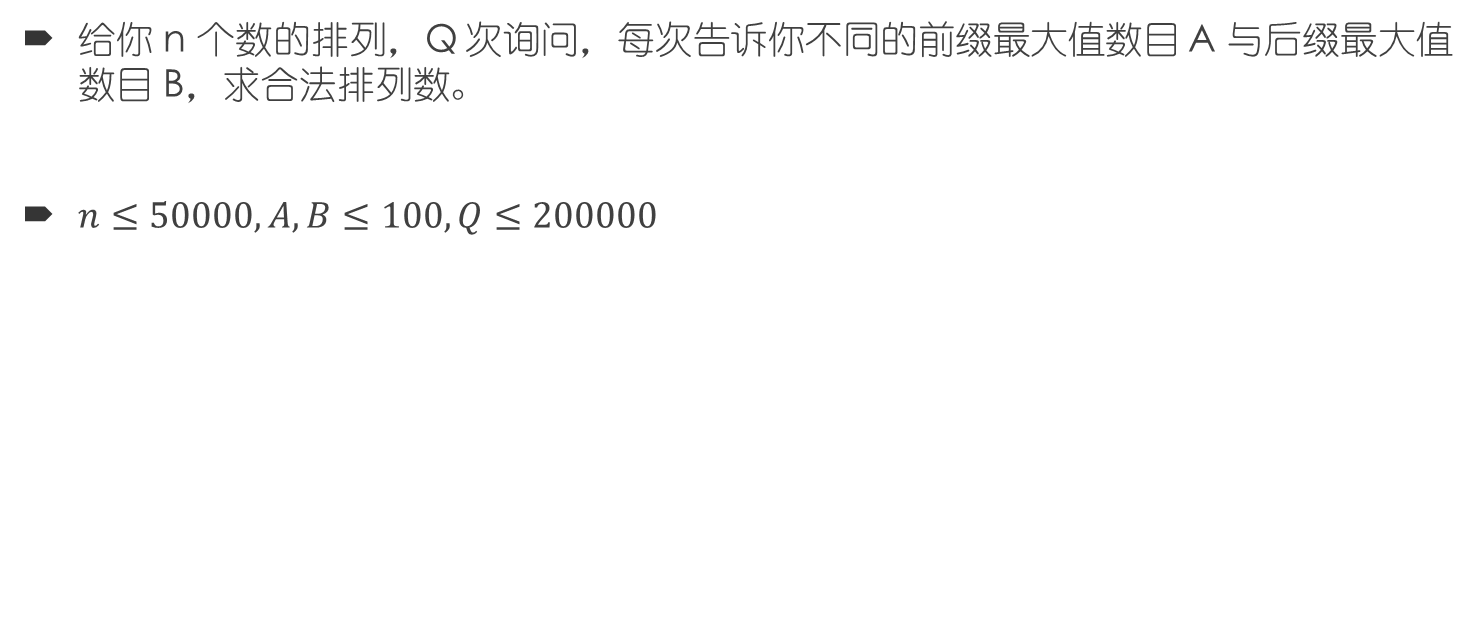 给你 n 个数的排列，Q 次询问，每次告诉你不同的前缀最大值数目 A 与后缀最大值
数目 B，求合法排列数。
n ≤ 50000, A, B ≤ 100, Q ≤ 200000